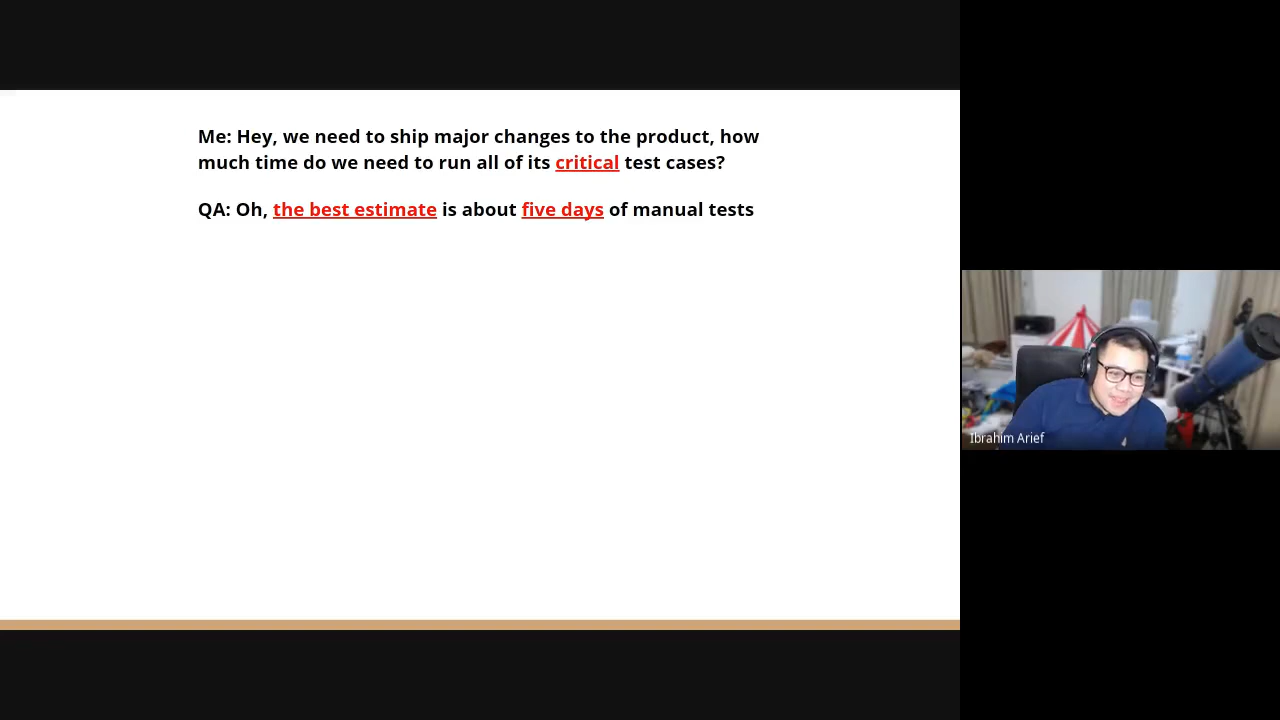 Me: Hey, we need to ship major changes to the product, how
much time do we need to run all of its critical test cases?
QA: Oh, the best estimate is about five days of manual tests
Ibrahim Arief